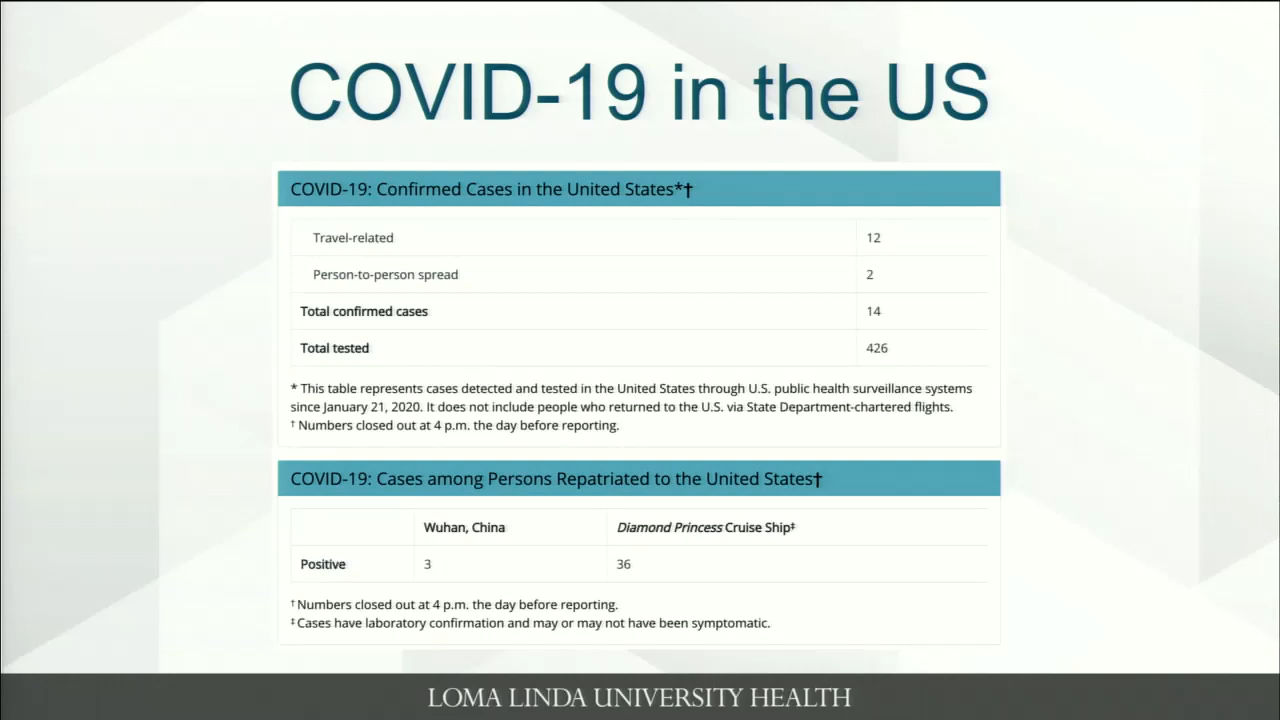 COVID-19 in the US
COVID-19: Confirmed Cases in the United States*†
Travel-related 12
Person-to-person spread 2
Total confirmed cases 14
Total tested 426
* This table represents cases detected and tested in the United States through U.S. public health surveillance systems
since January 21, 2020. It does not include people who returned to the U.S. via State Department-chartered flights.
† Numbers closed out at 4 p.m. the day before reporting.
COVID-19: Cases among Persons Repatriated to the United States†
Wuhan, China Diamond Princess Cruise Ship‡
Positive 3 36
† Numbers closed out at 4 p.m. the day before reporting.
‡ Cases have laboratory confirmation and may or may not have been symptomatic.
LOMA LINDA UNIVERSITY HEALTH